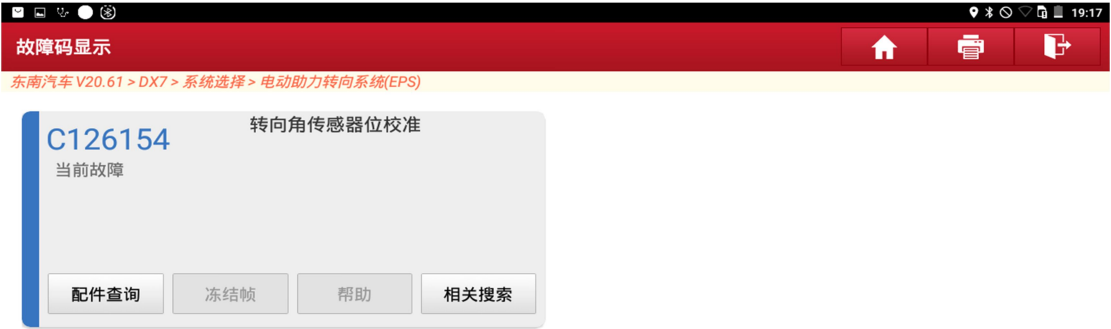 19:17
故障码显示
东南汽车 V20.61 > DX7 > 系统选择 > 电动助力转向系统(EPS)
C126154 转向角传感器位校准
当前故障
配件查询 冻结帧 帮助 相关搜索